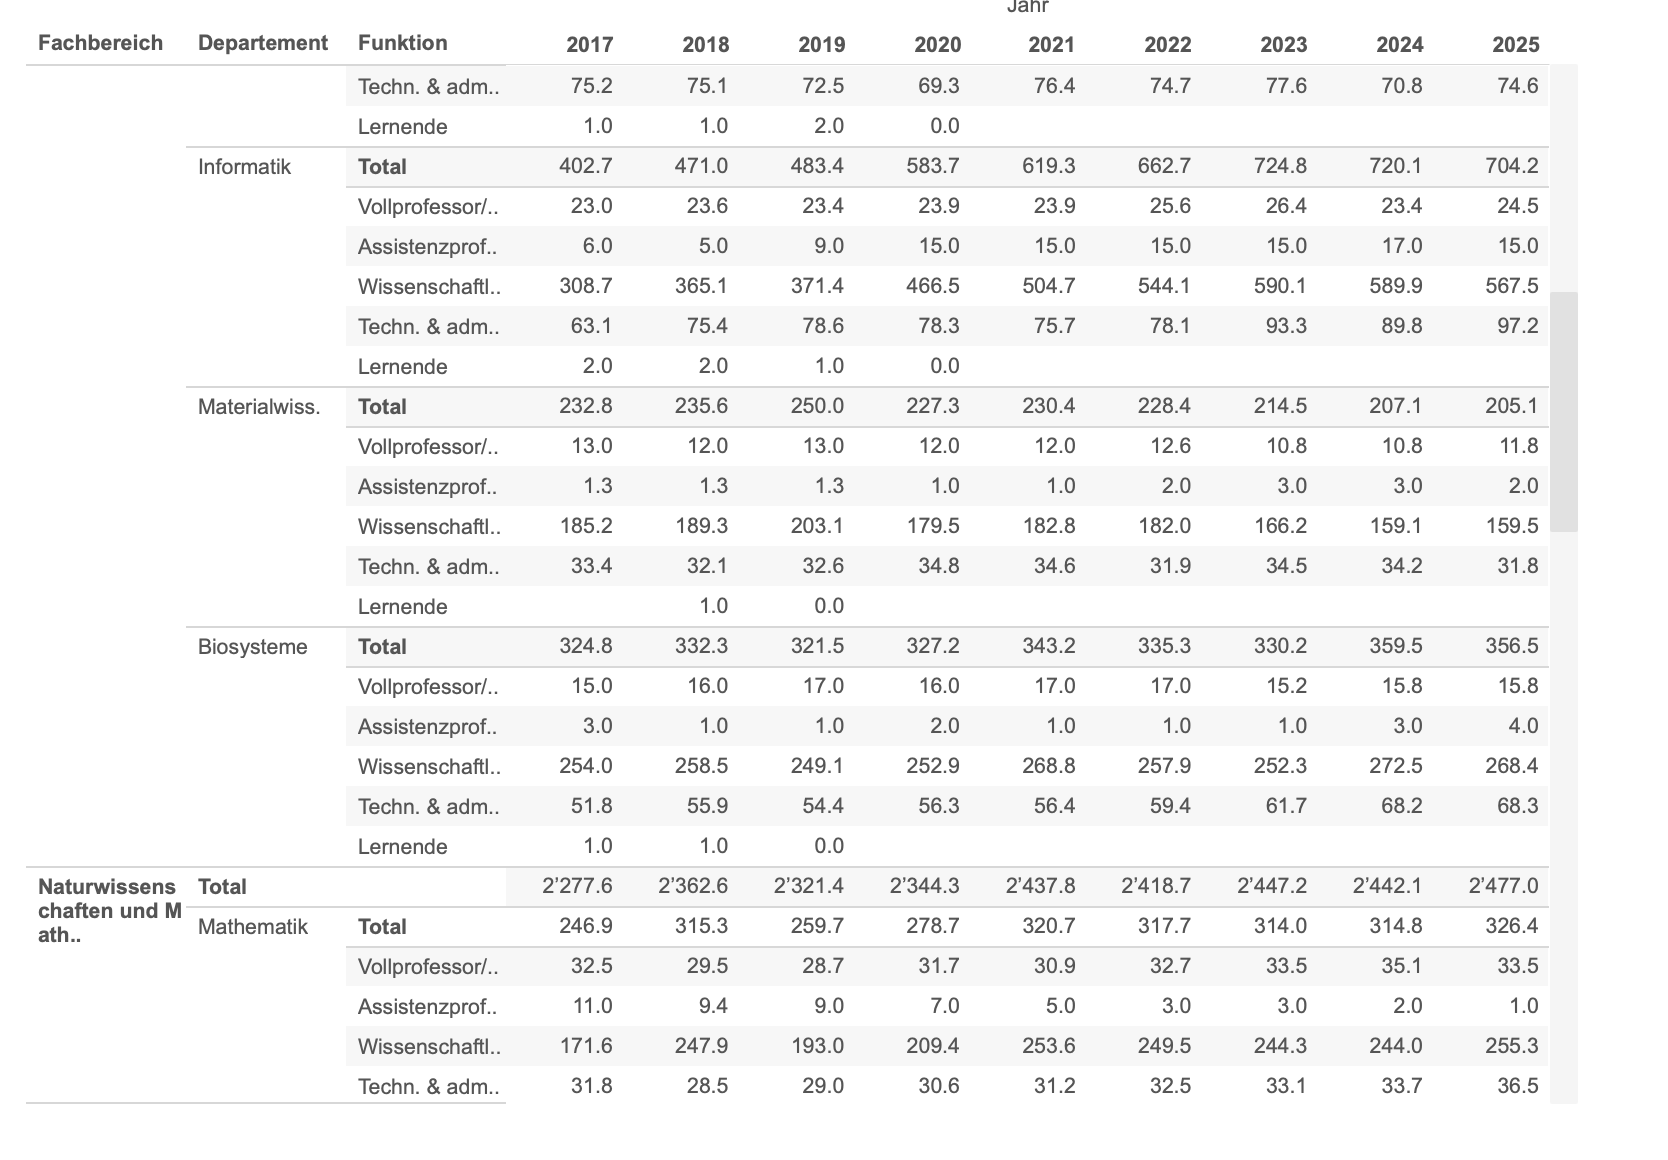 Jahr
Fachbereich Departement Funktion 2017 2018 2019 2020 2021 2022 2023 2024 2025
Techn. & adm.. 75.2 75.1 72.5 69.3 76.4 74.7 77.6 70.8 74.6
Lernende 1.0 1.0 2.0 0.0
Informatik Total 402.7 471.0 483.4 583.7 619.3 662.7 724.8 720.1 704.2
Vollprofessor/.. 23.0 23.6 23.4 23.9 23.9 25.6 26.4 23.4 24.5
Assistenzprof.. 6.0 5.0 9.0 15.0 15.0 15.0 15.0 17.0 15.0
Wissenschaftl.. 308.7 365.1 371.4 466.5 504.7 544.1 590.1 589.9 567.5
Techn. & adm.. 63.1 75.4 78.6 78.3 75.7 78.1 93.3 89.8 97.2
Lernende 2.0 2.0 1.0 0.0
Materialwiss. Total 232.8 235.6 250.0 227.3 230.4 228.4 214.5 207.1 205.1
Vollprofessor/.. 13.0 12.0 13.0 12.0 12.0 12.6 10.8 10.8 11.8
Assistenzprof.. 1.3 1.3 1.3 1.0 1.0 2.0 3.0 3.0 2.0
Wissenschaftl.. 185.2 189.3 203.1 179.5 182.8 182.0 166.2 159.1 159.5
Techn. & adm.. 33.4 32.1 32.6 34.8 34.6 31.9 34.5 34.2 31.8
Lernende 1.0 0.0
Biosysteme Total 324.8 332.3 321.5 327.2 343.2 335.3 330.2 359.5 356.5
Vollprofessor/.. 15.0 16.0 17.0 16.0 17.0 17.0 15.2 15.8 15.8
Assistenzprof.. 3.0 1.0 1.0 2.0 1.0 1.0 1.0 3.0 4.0
Wissenschaftl.. 254.0 258.5 249.1 252.9 268.8 257.9 252.3 272.5 268.4
Techn. & adm.. 51.8 55.9 54.4 56.3 56.4 59.4 61.7 68.2 68.3
Lernende 1.0 1.0 0.0
Naturwissens Total 2’277.6 2’362.6 2’321.4 2’344.3 2’437.8 2’418.7 2’447.2 2’442.1 2’477.0
chaften und M
ath..
Mathematik Total 246.9 315.3 259.7 278.7 320.7 317.7 314.0 314.8 326.4
Vollprofessor/.. 32.5 29.5 28.7 31.7 30.9 32.7 33.5 35.1 33.5
Assistenzprof.. 11.0 9.4 9.0 7.0 5.0 3.0 3.0 2.0 1.0
Wissenschaftl.. 171.6 247.9 193.0 209.4 253.6 249.5 244.3 244.0 255.3
Techn. & adm.. 31.8 28.5 29.0 30.6 31.2 32.5 33.1 33.7 36.5